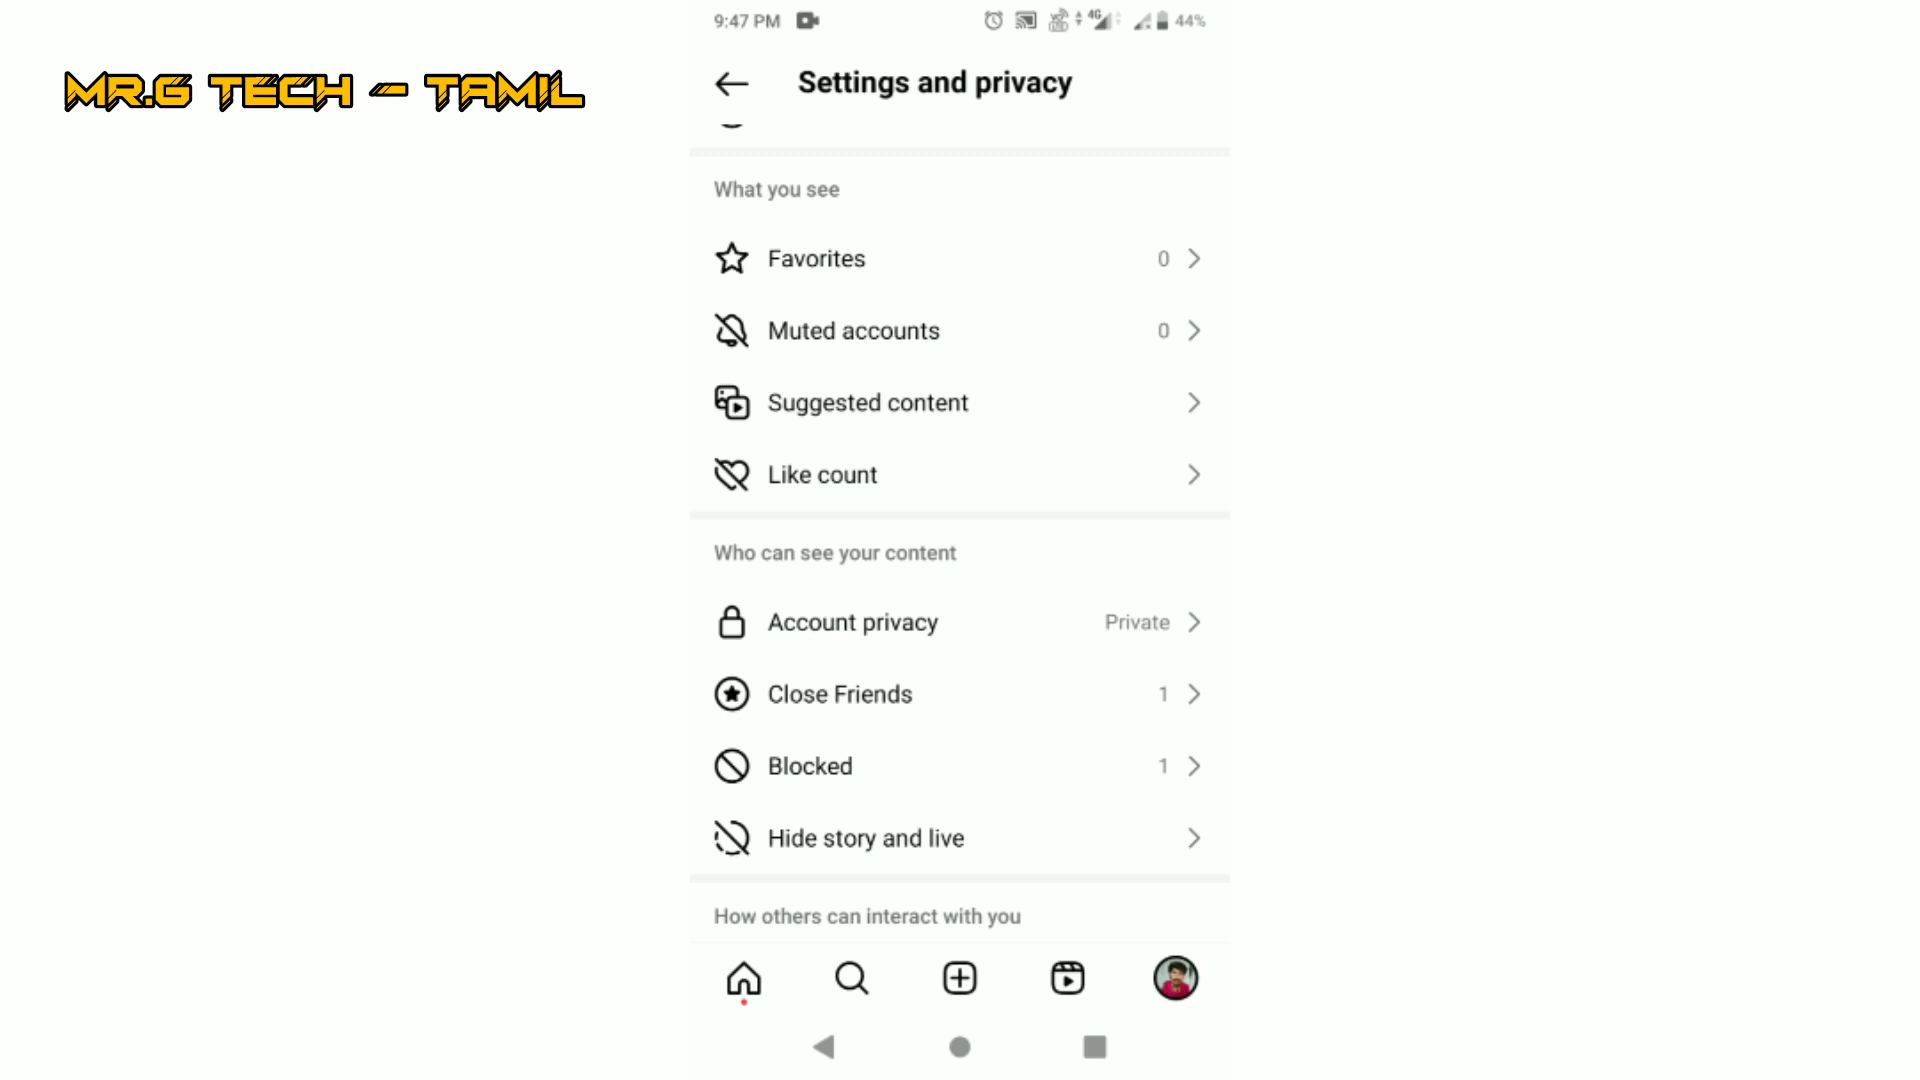 9:47 PM
4G
44%
MR.G TECH - TAMIL
Settings and privacy
What you see
Favorites 0
Muted accounts 0
Suggested content
Like count
Who can see your content
Account privacy Private
Close Friends 1
Blocked 1
Hide story and live
How others can interact with you